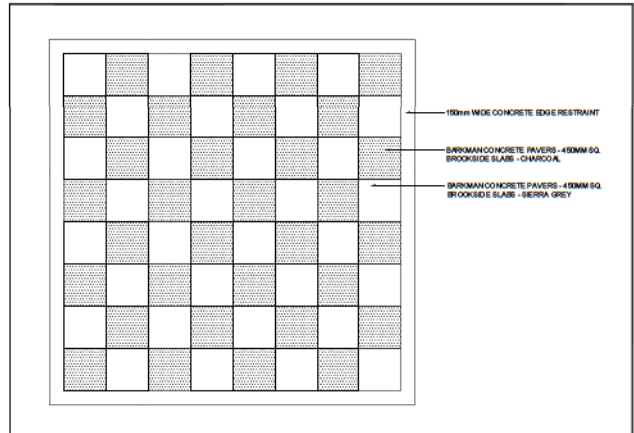 150mm WIDE CONCRETE EDGE RESTRAINT
BARKMAN CONCRETE PAVERS - 450MM SQ.
BROOKSIDE SLABS - CHARCOAL
BARKMAN CONCRETE PAVERS - 450MM SQ.
BROOKSIDE SLABS - SIERRA GREY